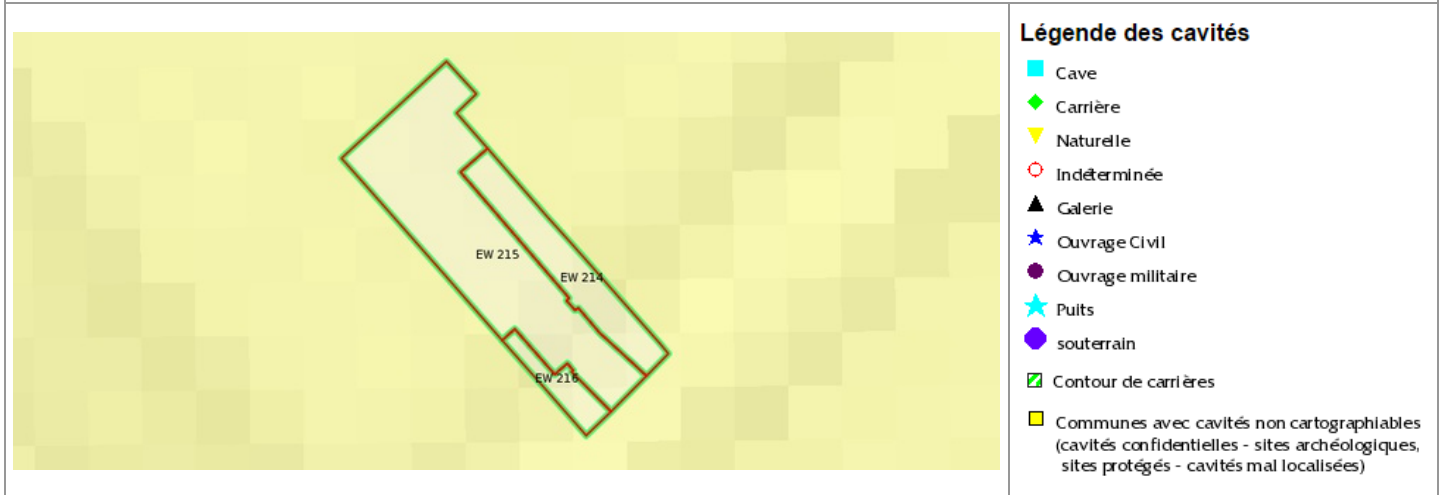 EW 215
EW 214
EW 216
Légende des cavités
Cave
Carrière
Naturelle
Indéterminée
Galerie
Ouvrage Civil
Ouvrage militaire
Puits
souterrain
Contour de carrières
Communes avec cavités non cartographiables
(cavités confidentielles - sites archéologiques,
sites protégés - cavités mal localisées)